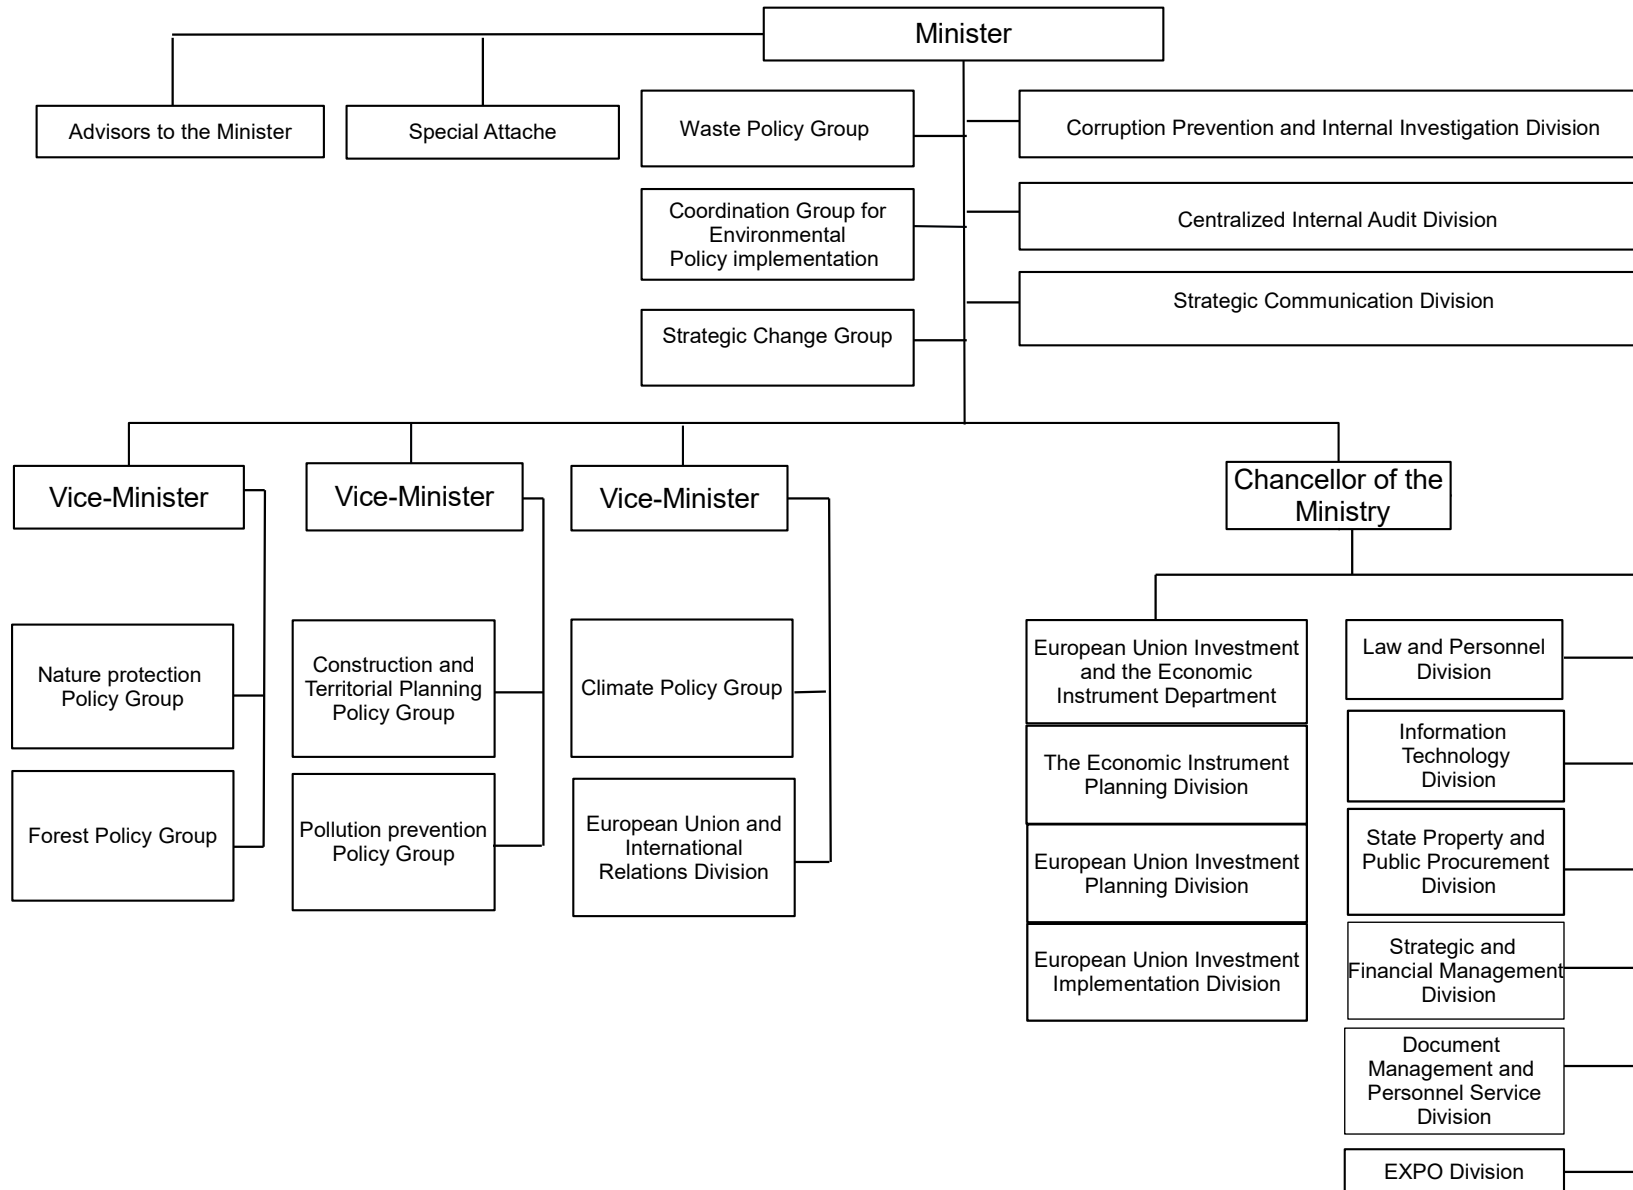 Minister
Advisors to the Minister
Special Attache
Waste Policy Group
Corruption Prevention and Internal Investigation Division
Coordination Group for
Environmental
Policy implementation
Centralized Internal Audit Division
Strategic Change Group
Strategic Communication Division
Vice-Minister
Vice-Minister
Vice-Minister
Chancellor of the
Ministry
Nature protection
Policy Group
Forest Policy Group
Construction and
Territorial Planning
Policy Group
Pollution prevention
Policy Group
Climate Policy Group
European Union and
International
Relations Division
European Union Investment
and the Economic
Instrument Department
The Economic Instrument
Planning Division
European Union Investment
Planning Division
European Union Investment
Implementation Division
Law and Personnel
Division
Information
Technology
Division
State Property and
Public Procurement
Division
Strategic and
Financial Management
Division
Document
Management and
Personnel Service
Division
EXPO Division